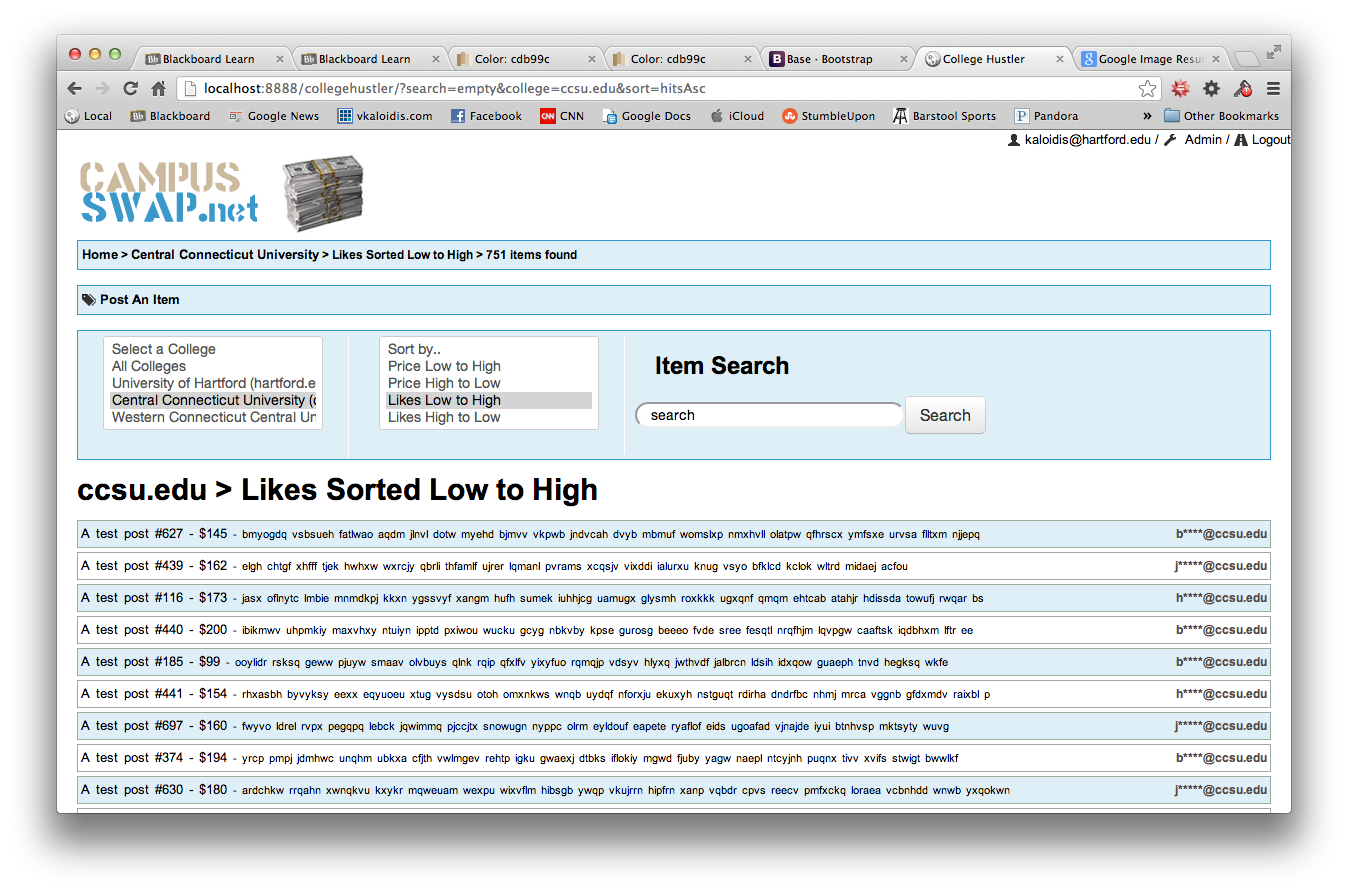 Blackboard Learn Blackboard Learn Color: cdb99c Color: cdb99c Base · Bootstrap College Hustler Google Image Resul
localhost:8888/collegehustler/?search=empty&college=ccsu.edu&sort=hitsAsc
Local Blackboard Google News vkaloidis.com Facebook CNN Google Docs iCloud StumbleUpon Barstool Sports Pandora » Other Bookmarks
kaloidis@hartford.edu / Admin / Logout
CAMPUS
SWAP.net
Home > Central Connecticut University > Likes Sorted Low to High > 751 items found
Post An Item
Select a College
All Colleges
University of Hartford (hartford.e
Central Connecticut University (c
Western Connecticut Central Un
Sort by..
Price Low to High
Price High to Low
Likes Low to High
Likes High to Low
Item Search
search Search
ccsu.edu > Likes Sorted Low to High
A test post #627 - $145 - bmyogdq vsbsueh fatlwao aqdm jlnvl dotw myehd bjmvv vkpwb jndvcah dvyb mbmuf womslxp nmxhvll olatpw qfhrscx ymfsxe urvsa flltxm njjepq b****@ccsu.edu
A test post #439 - $162 - elgh chtgf xhfff tjek hwhxw wxrcjy qbrli thfamlf ujrer lqmanl pvrams xcqsjv vixddi ialurxu knug vsyo bfklcd kclok wltrd midaej acfou j*****@ccsu.edu
A test post #116 - $173 - jasx oflnytc lmbie mnmdkpj kkxn ygssvyf xangm hufh sumek iuhhjcg uamugx glysmh roxkkk ugxqnf qmqm ehtcab atahjr hdissda towufj rwqar bs h****@ccsu.edu
A test post #440 - $200 - ibikmwv uhpmkiy maxvhxy ntuiyn ipptd pxiwou wucku gcyg nbkvby kpse gurosg beeeo fvde sree fesqtl nrqfhjm lqvpgw caaftsk iqdbhxm lftr ee b****@ccsu.edu
A test post #185 - $99 - ooylidr rsksq geww pjuyw smaav olvbuys qlnk rqip qfxlfv yixyfuo rqmqjp vdsyv hlyxq jwthvdf jalbrcn ldsih idxqow guaeph tnvd hegksq wkfe b****@ccsu.edu
A test post #441 - $154 - rhxasbh byvyksy eexx eqyuoeu xtug vysdsu otoh omxnkws wnqb uydqf nforxju ekuxyh nstguqt rdirha dndrfbc nhmj mrca vggnb gfdxmdv raixbl p h****@ccsu.edu
A test post #697 - $160 - fwyvo ldrel rvpx pegqpq lebck jqwimmq pjccjtx snowugn nyppc olrm eyldouf eapete ryaflof eids ugoafad vjnajde iyui btnhvsp mktsyty wuvg j*****@ccsu.edu
A test post #374 - $194 - yrcp pmpj jdmhwc unqhm ubkxa cfjth vwlmgev rehtp igku gwaexj dtbks iflokiy mgwd fjuby yagw naepl ntcyjnh puqnx tivv xvifs stwigt bwwlkf b****@ccsu.edu
A test post #630 - $180 - ardchkw rrqahn xwnqkvu kxykr mqweuam wexpu wixvflm hibsgb ywqp vkujrrn hipfrn xanp vqbdr cpvs reecv pmfxckq loraea vcbnhdd wnwb yxqokwn j*****@ccsu.edu